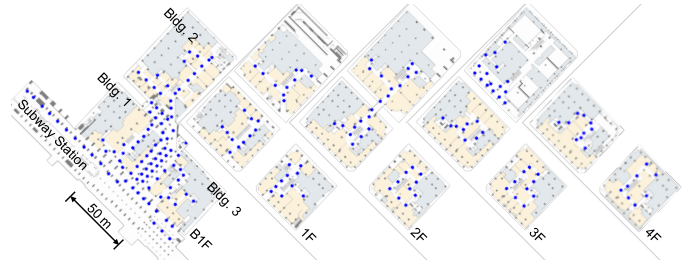 Bldg. 2
Bldg. 1
Subway Station
Bldg. 3
50 m
B1F
1F
2F
3F
4F